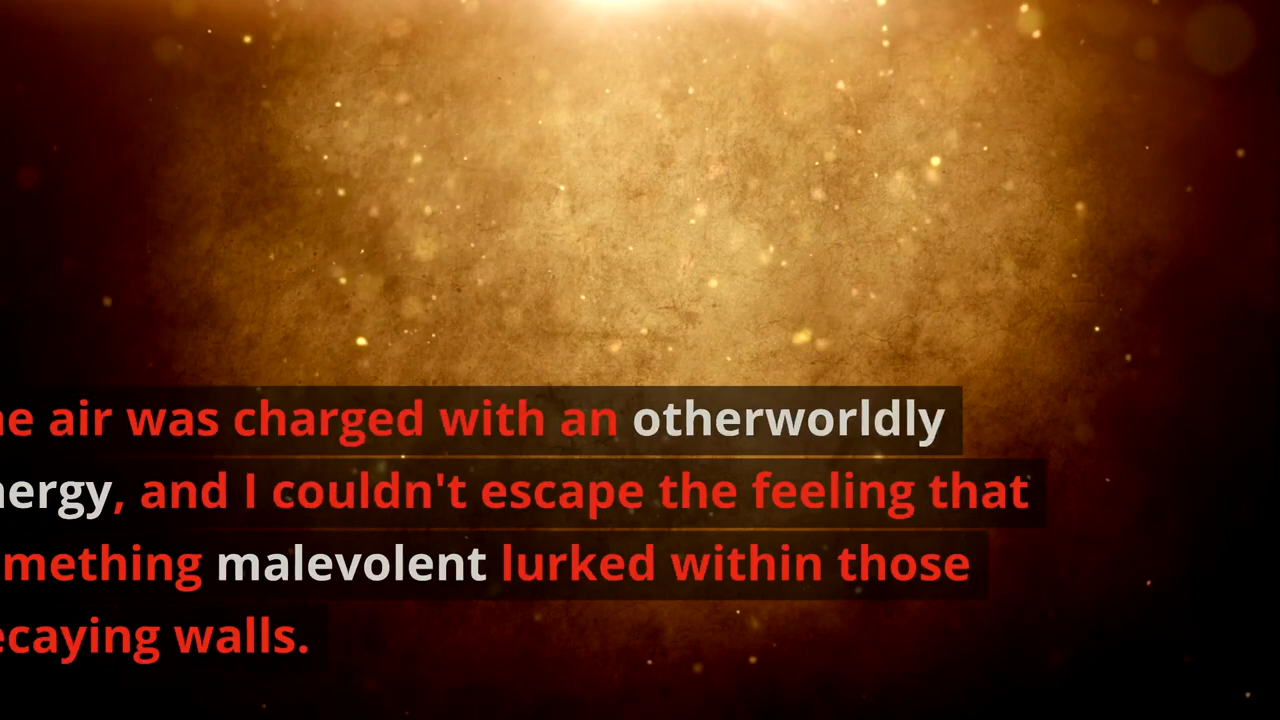 he air was charged with an otherworldly
nergy, and I couldn't escape the feeling that
mething malevolent lurked within those
ecaying walls.